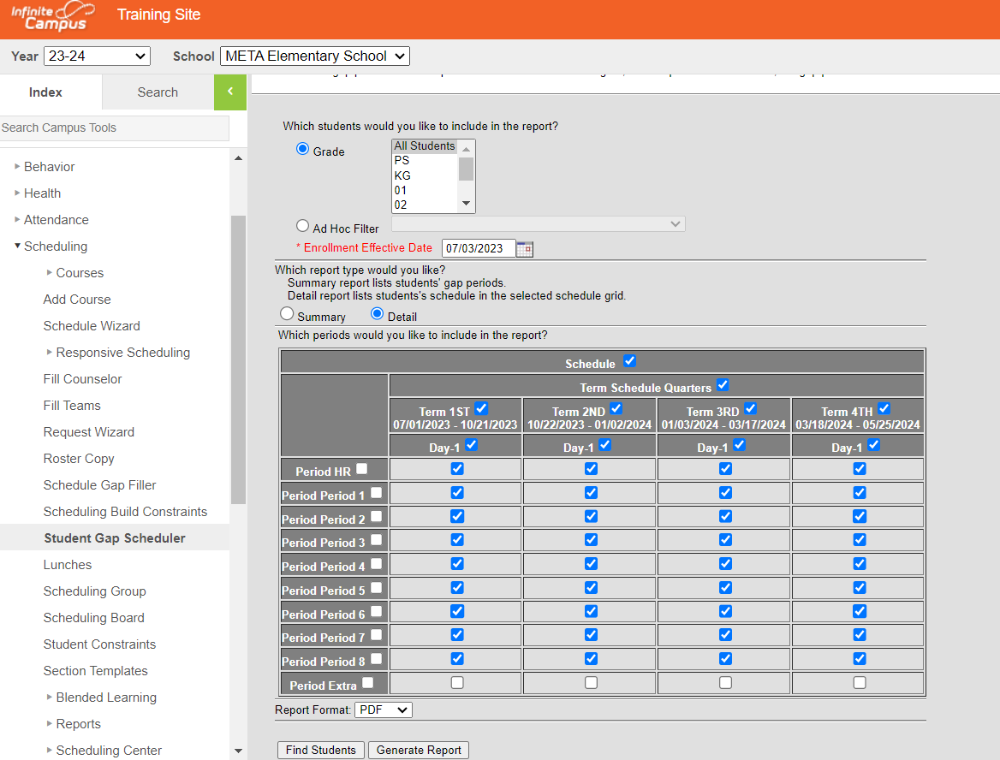 Infinite Campus
Training Site
Year 23-24 School META Elementary School
Index Search
Search Campus Tools
Behavior
Health
Attendance
Scheduling
Courses
Add Course
Schedule Wizard
Responsive Scheduling
Fill Counselor
Fill Teams
Request Wizard
Roster Copy
Schedule Gap Filler
Scheduling Build Constraints
Student Gap Scheduler
Lunches
Scheduling Group
Scheduling Board
Student Constraints
Section Templates
Blended Learning
Reports
Scheduling Center
Which students would you like to include in the report?
Grade
All Students
PS
KG
01
02
Ad Hoc Filter
* Enrollment Effective Date 07/03/2023
Which report type would you like?
Summary report lists students' gap periods.
Detail report lists students's schedule in the selected schedule grid.
Summary Detail
Which periods would you like to include in the report?
Schedule
Term Schedule Quarters
Term 1ST Term 2ND Term 3RD Term 4TH
07/01/2023 - 10/21/2023 10/22/2023 - 01/02/2024 01/03/2024 - 03/17/2024 03/18/2024 - 05/25/2024
Day-1 Day-1 Day-1 Day-1
Period HR
Period Period 1
Period Period 2
Period Period 3
Period Period 4
Period Period 5
Period Period 6
Period Period 7
Period Period 8
Period Extra
Report Format: PDF
Find Students Generate Report